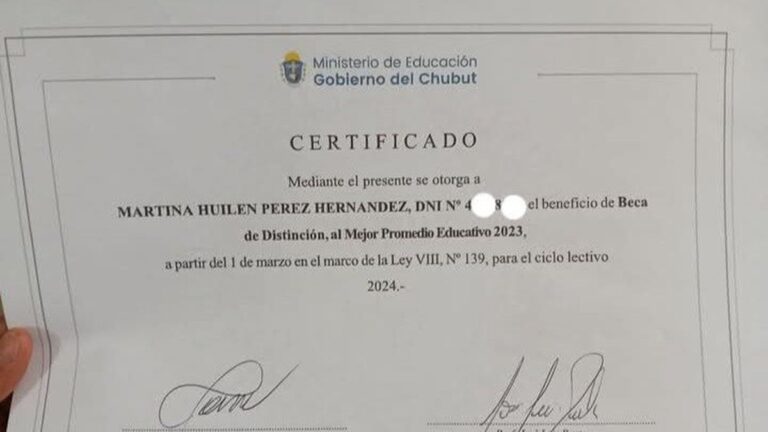 Ministerio de Educación
Gobierno del Chubut
CERTIFICADO
Mediante el presente se otorga a
MARTINA HUILEN PEREZ HERNANDEZ, DNI Nº 4 8 el beneficio de Beca
de Distinción, al Mejor Promedio Educativo 2023,
a partir del 1 de marzo en el marco de la Ley VIII, Nº 139, para el ciclo lectivo
2024.-